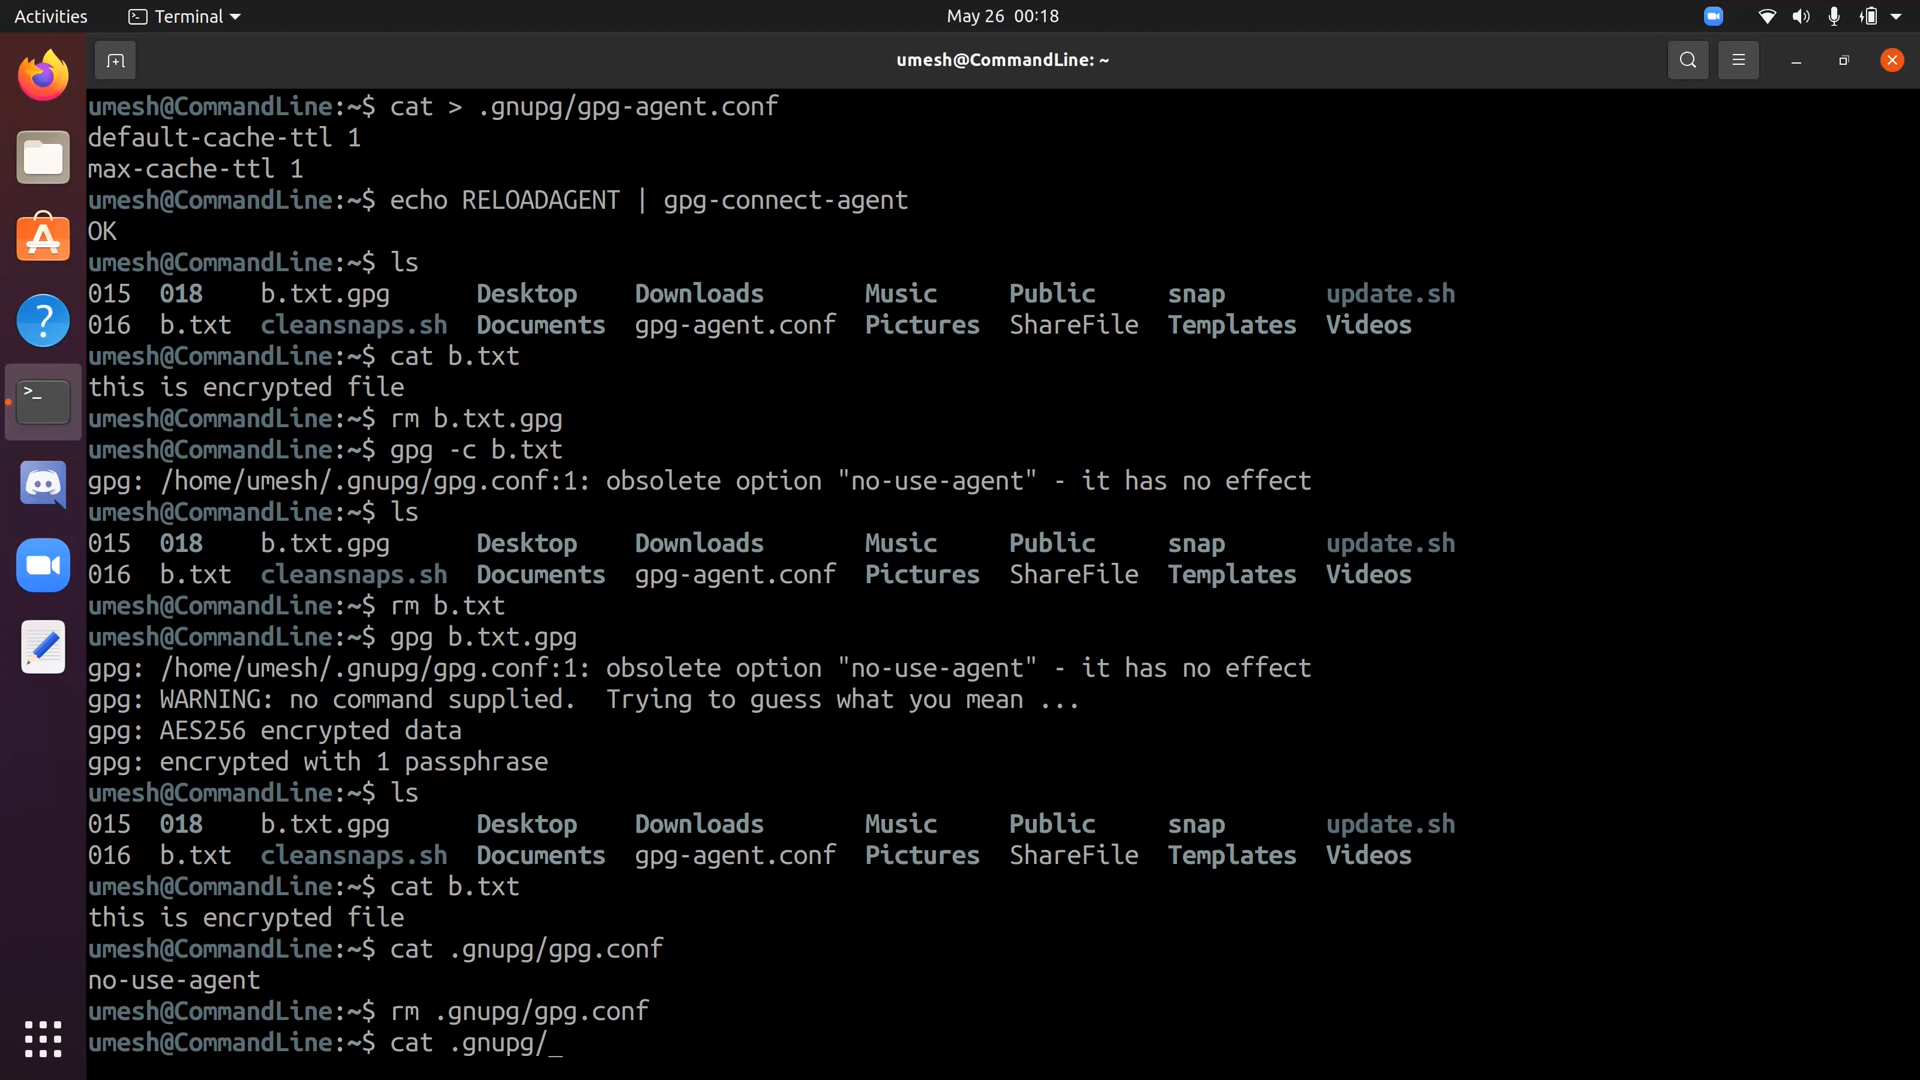 Activities Terminal May 26 00:18
umesh@CommandLine: ~
umesh@CommandLine:~$ cat > .gnupg/gpg-agent.conf
default-cache-ttl 1
max-cache-ttl 1
umesh@CommandLine:~$ echo RELOADAGENT | gpg-connect-agent
OK
umesh@CommandLine:~$ ls
015 018 b.txt.gpg Desktop Downloads Music Public snap update.sh
016 b.txt cleansnaps.sh Documents gpg-agent.conf Pictures ShareFile Templates Videos
umesh@CommandLine:~$ cat b.txt
this is encrypted file
umesh@CommandLine:~$ rm b.txt.gpg
umesh@CommandLine:~$ gpg -c b.txt
gpg: /home/umesh/.gnupg/gpg.conf:1: obsolete option "no-use-agent" - it has no effect
umesh@CommandLine:~$ ls
015 018 b.txt.gpg Desktop Downloads Music Public snap update.sh
016 b.txt cleansnaps.sh Documents gpg-agent.conf Pictures ShareFile Templates Videos
umesh@CommandLine:~$ rm b.txt
umesh@CommandLine:~$ gpg b.txt.gpg
gpg: /home/umesh/.gnupg/gpg.conf:1: obsolete option "no-use-agent" - it has no effect
gpg: WARNING: no command supplied.  Trying to guess what you mean ...
gpg: AES256 encrypted data
gpg: encrypted with 1 passphrase
umesh@CommandLine:~$ ls
015 018 b.txt.gpg Desktop Downloads Music Public snap update.sh
016 b.txt cleansnaps.sh Documents gpg-agent.conf Pictures ShareFile Templates Videos
umesh@CommandLine:~$ cat b.txt
this is encrypted file
umesh@CommandLine:~$ cat .gnupg/gpg.conf
no-use-agent
umesh@CommandLine:~$ rm .gnupg/gpg.conf
umesh@CommandLine:~$ cat .gnupg/_